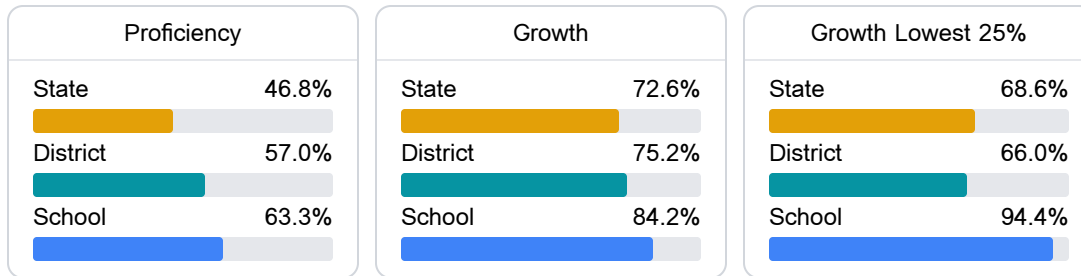 Proficiency
State 46.8%
District 57.0%
School 63.3%
Growth
State 72.6%
District 75.2%
School 84.2%
Growth Lowest 25%
State 68.6%
District 66.0%
School 94.4%